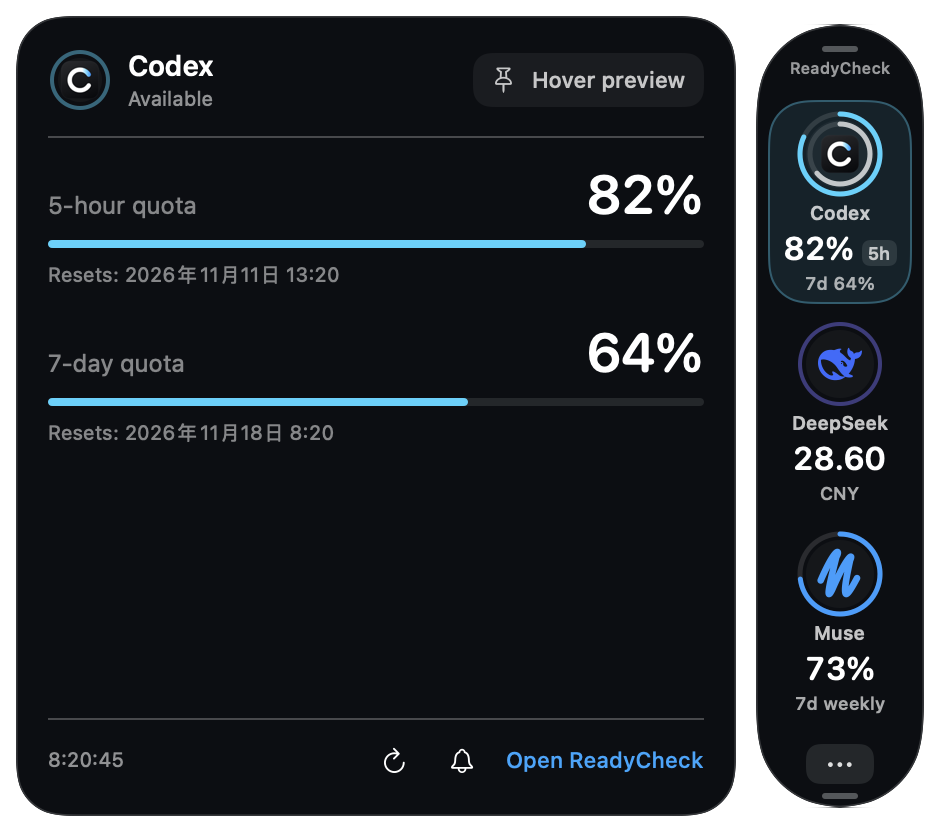 Codex
Available
Hover preview
5-hour quota
82%
Resets: 2026年11月11日 13:20
7-day quota
64%
Resets: 2026年11月18日 8:20
8:20:45
Open ReadyCheck
ReadyCheck
Codex
82% 5h
7d 64%
DeepSeek
28.60
CNY
Muse
73%
7d weekly